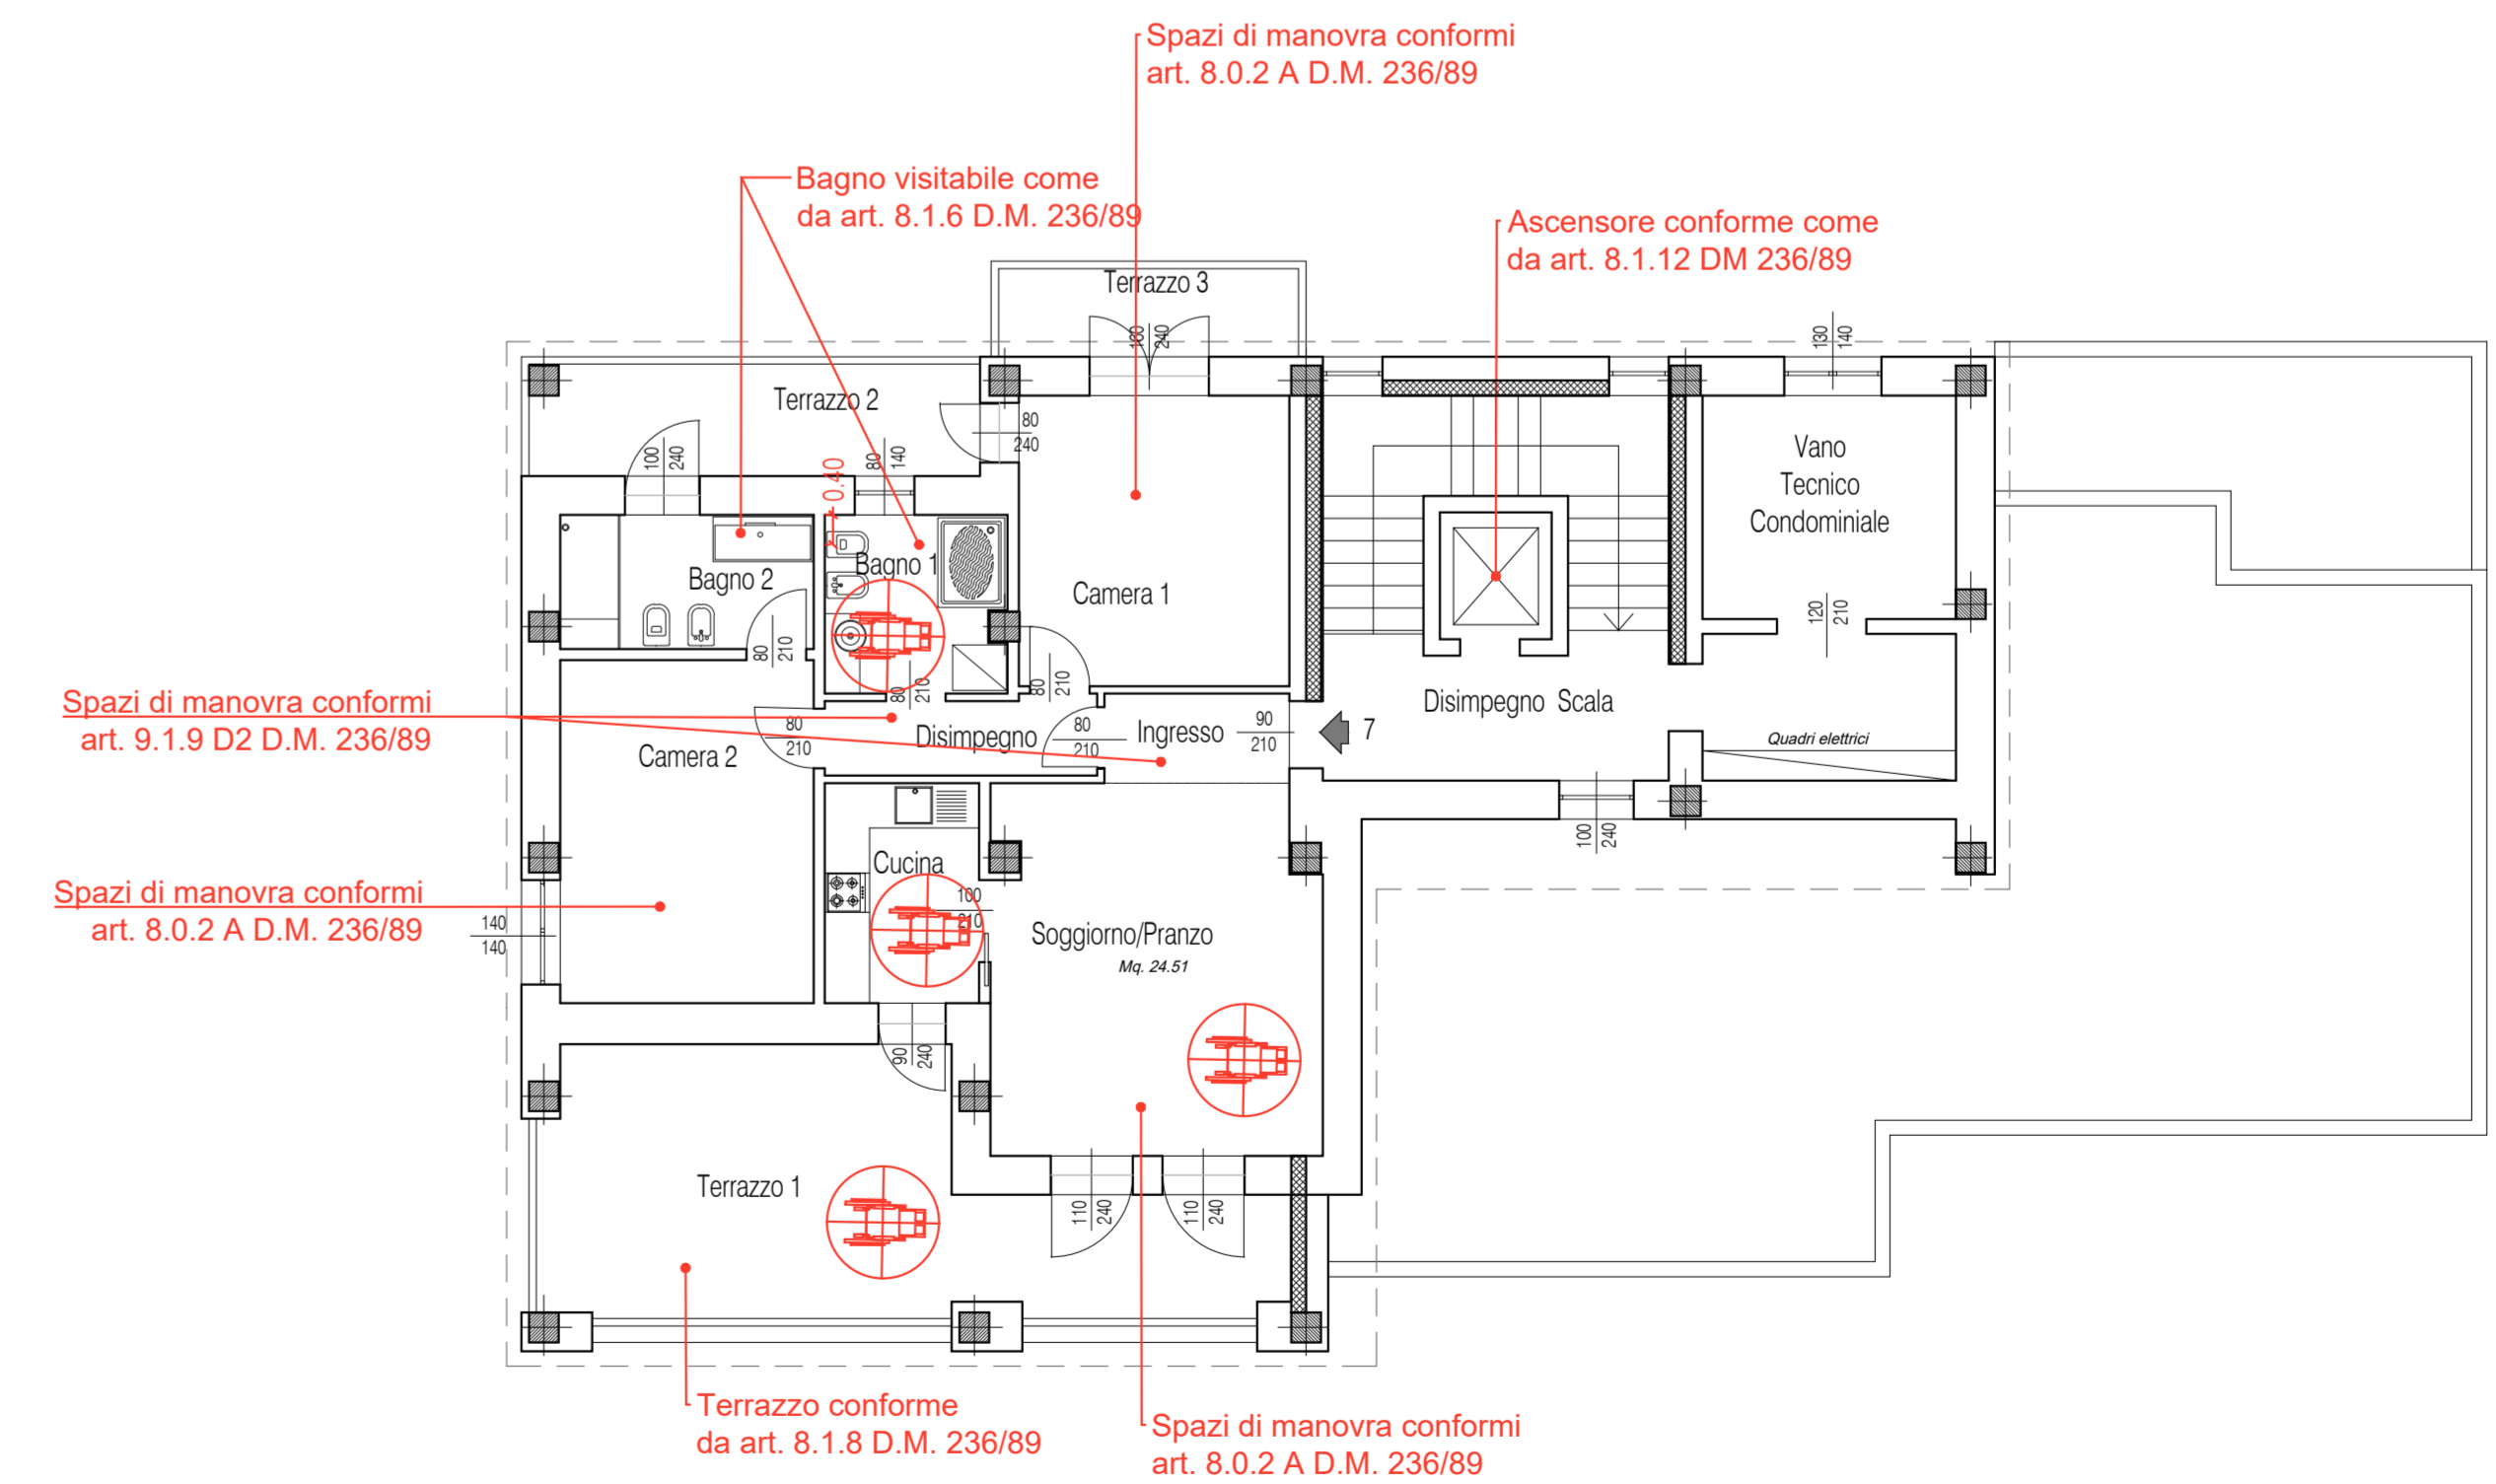 Spazi di manovra conformi
art. 8.0.2 A D.M. 236/89
Bagno visitabile come
da art. 8.1.6 D.M. 236/89
Ascensore conforme come
da art. 8.1.12 DM 236/89
Terrazzo 3
160
240
130
140
Terrazzo 2
80
240
100
240
80
140
0.40
Vano
Tecnico
Condominiale
Bagno 1
Bagno 2
Camera 1
120
210
80
210
80
210
80
210
Spazi di manovra conformi
art. 9.1.9 D2 D.M. 236/89
Disimpegno Scala
80
210
Disimpegno
80
210
Ingresso
90
210
7
Quadri elettrici
Camera 2
100
240
Cucina
Spazi di manovra conformi
art. 8.0.2 A D.M. 236/89
100
210
140
140
Soggiorno/Pranzo
Mq. 24.51
90
240
Terrazzo 1
110
240
110
240
Terrazzo conforme
da art. 8.1.8 D.M. 236/89
Spazi di manovra conformi
art. 8.0.2 A D.M. 236/89